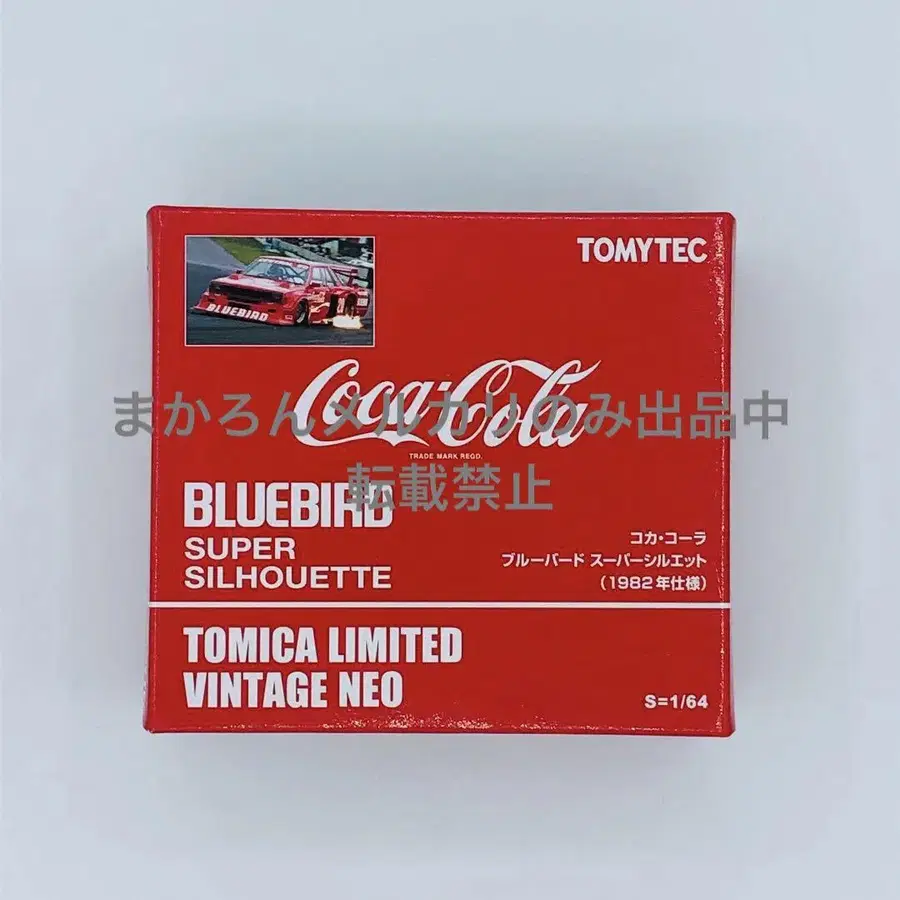 TOMYTEC
BLUEBIRD
Coca-Cola
TRADE MARK REGD.
まかろんメルカリのみ出品中
転載禁止
BLUEBIRD
SUPER
SILHOUETTE
コカ・コーラ
ブルーバード スーパーシルエット
(1982年仕様)
TOMICA LIMITED
VINTAGE NEO
S=1/64